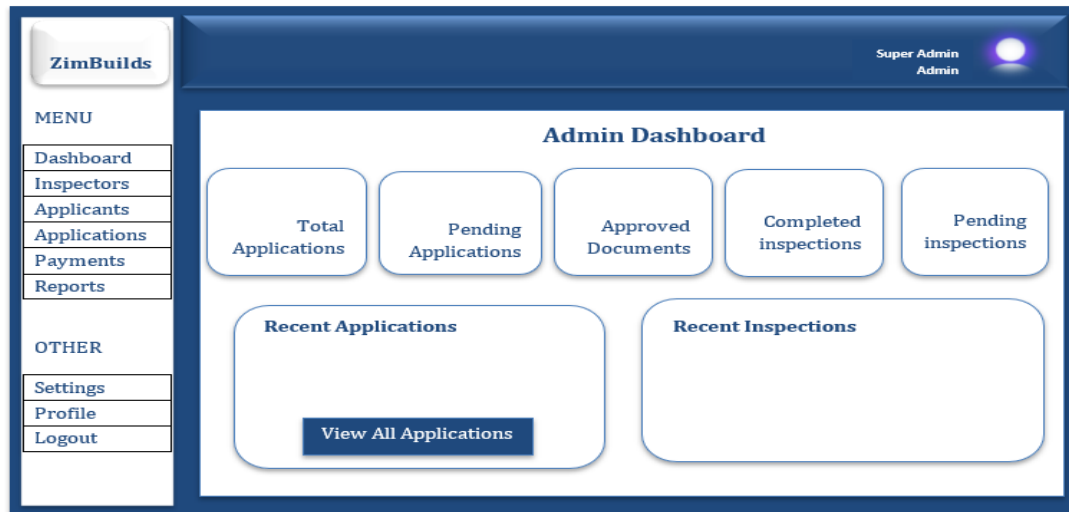 ZimBuilds
Super Admin
Admin
MENU
Dashboard
Inspectors
Applicants
Applications
Payments
Reports
OTHER
Settings
Profile
Logout
Admin Dashboard
Total
Applications
Pending
Applications
Approved
Documents
Completed
inspections
Pending
inspections
Recent Applications
View All Applications
Recent Inspections